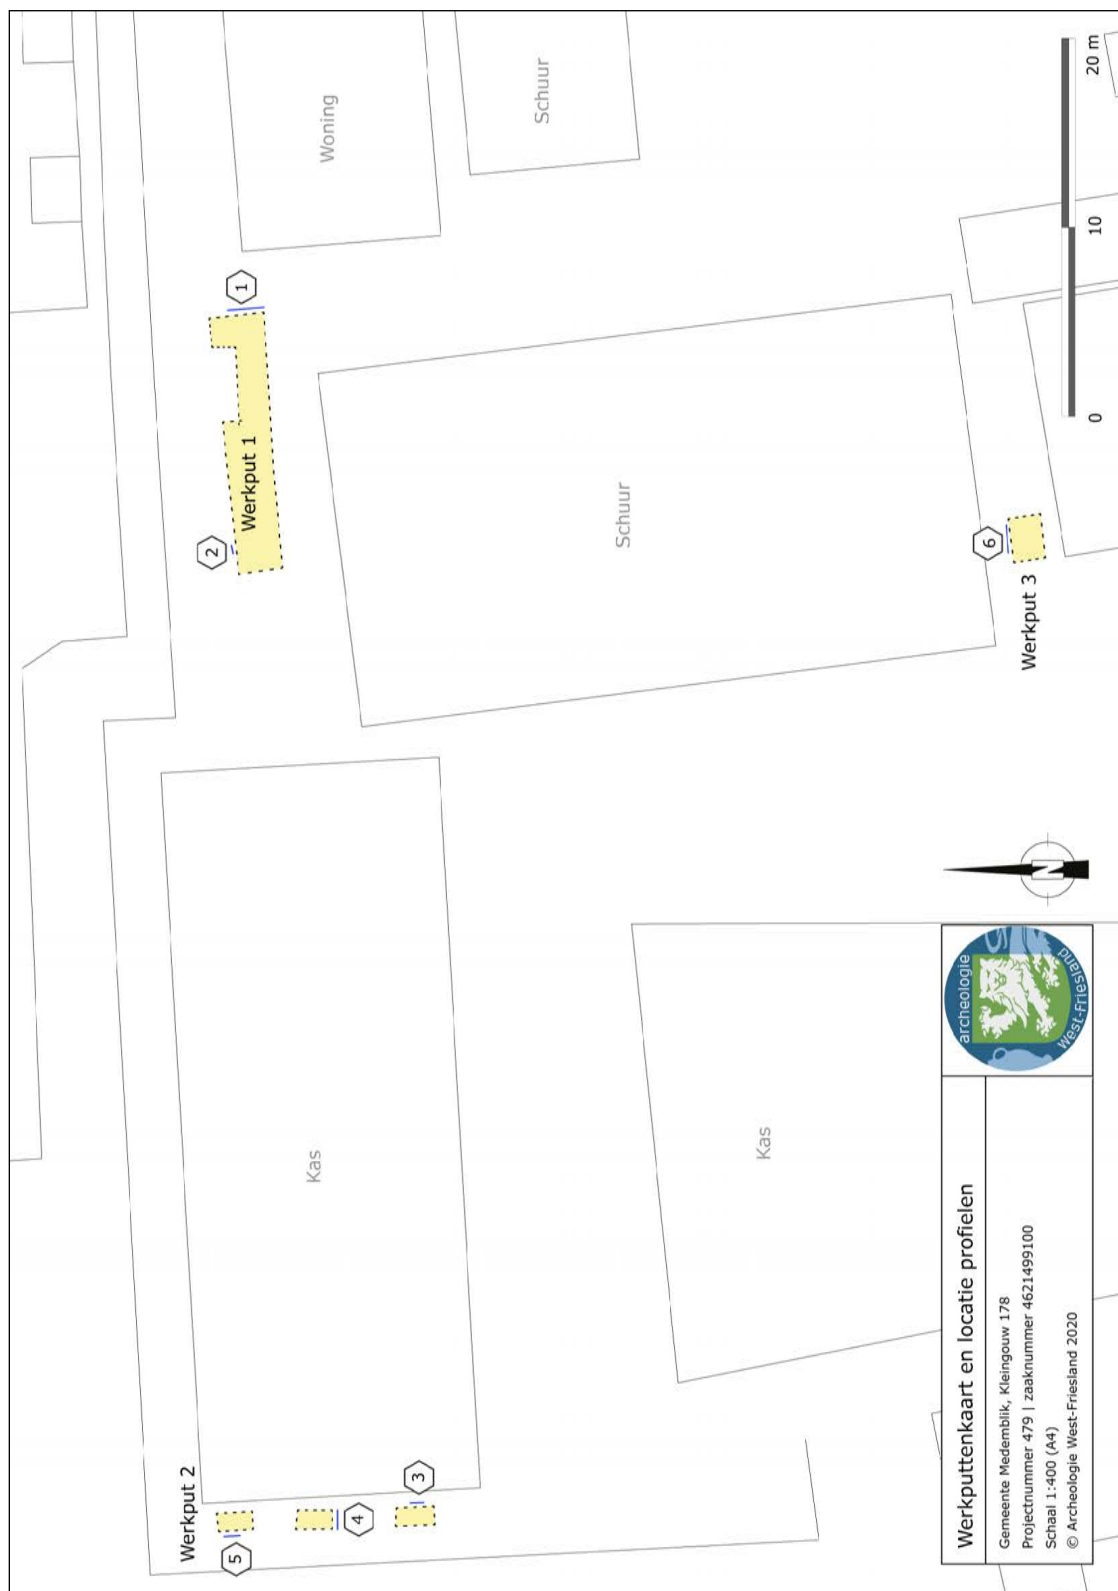 Werkput 2
5
4
3
Kas
Kas
2
Werkput 1
1
Woning
Schuur
Schuur
6
Werkput 3
0
10
20 m
N
Werkputtenkaart en locatie profielen
Gemeente Medemblik, Kleingouw 178
Projectnummer 479 | zaaknummer 4621499100
Schaal 1:400 (A4)
© Archeologie West-Friesland 2020
archeologie
West-Friesland